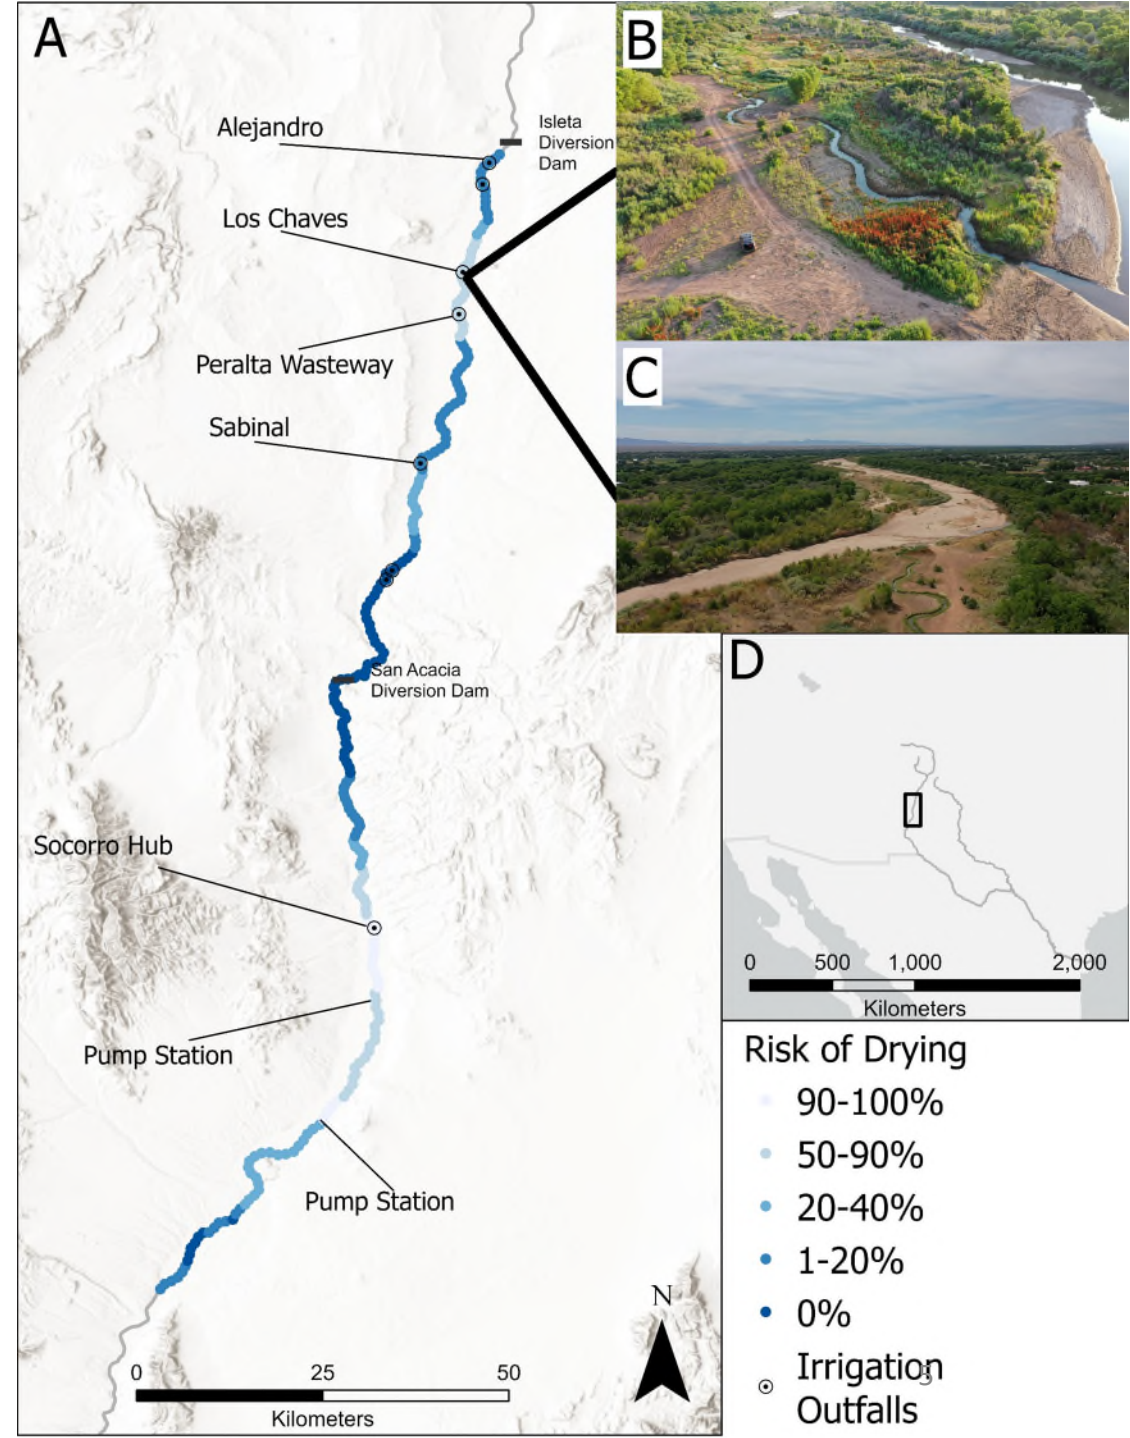 A
Alejandro
Isleta
Diversion
Dam
Los Chaves
Peralta Wasteway
Sabinal
San Acacia
Diversion Dam
Socorro Hub
Pump Station
Pump Station
N
0 25 50
Kilometers
B
C
D
0 500 1,000 2,000
Kilometers
Risk of Drying
90-100%
50-90%
20-40%
1-20%
0%
Irrigation
5
Outfalls